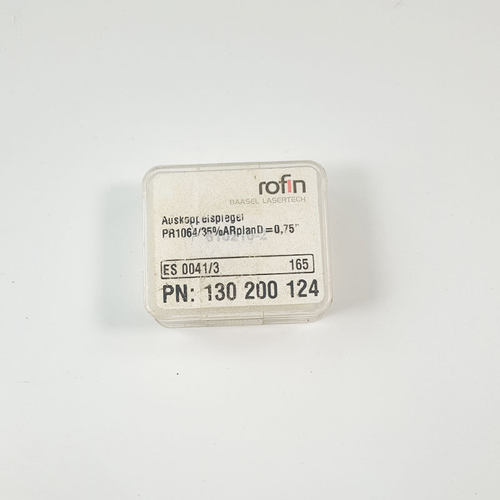 rofin
BAASEL LASERTECH
Auskoppelspiegel
PR1064/35%ARplanD=0,75"
ES 0041/3 165
PN: 130 200 124